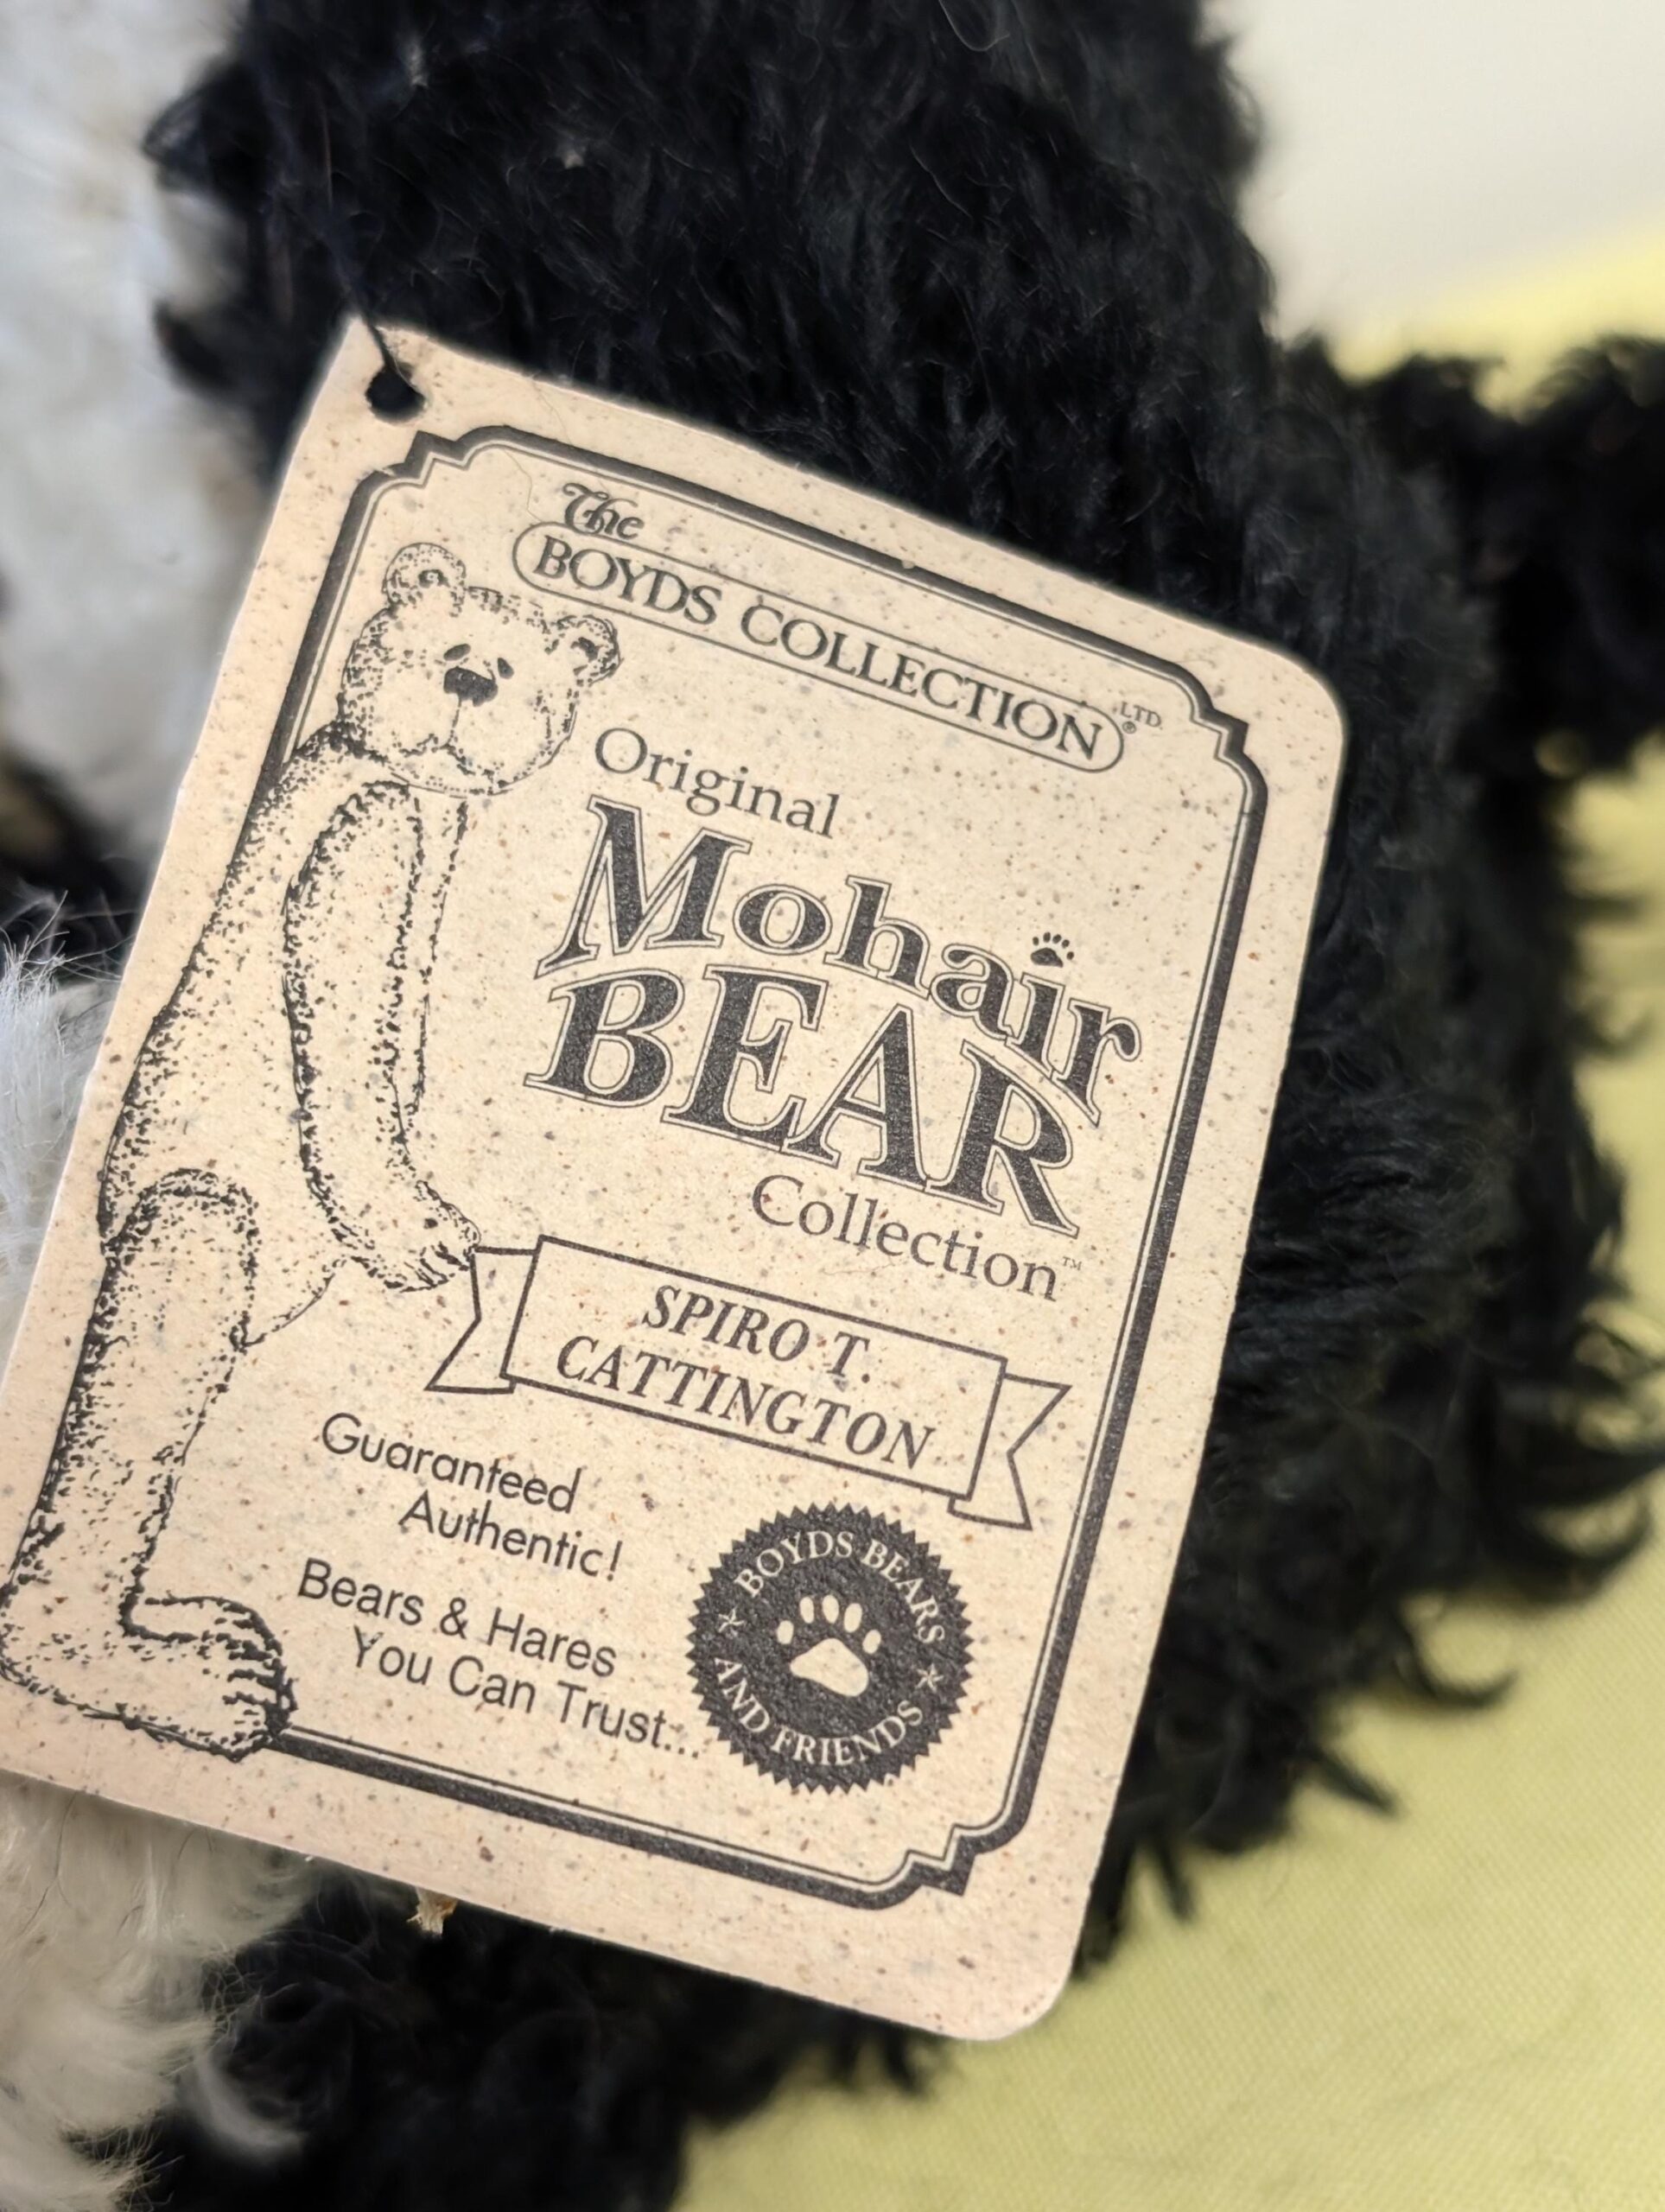 The
BOYDS COLLECTION LTD.®
Original
Mohair
BEAR
Collection™
SPIRO T.
CATTINGTON
Guaranteed
Authentic!
Bears & Hares
You Can Trust...
BOYDS BEARS
AND FRIENDS